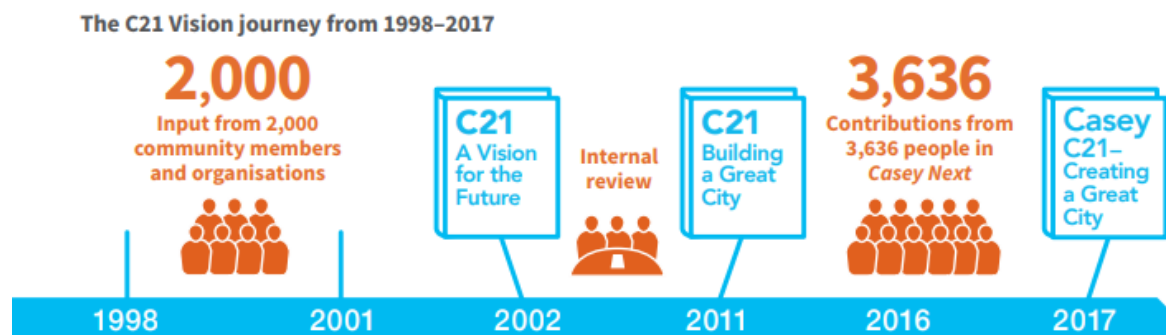 The C21 Vision journey from 1998–2017
2,000
Input from 2,000
community members
and organisations
C21
A Vision
for the
Future
Internal
review
C21
Building
a Great
City
3,636
Contributions from
3,636 people in
Casey Next
Casey
C21–
Creating
a Great
City
1998
2001
2002
2011
2016
2017